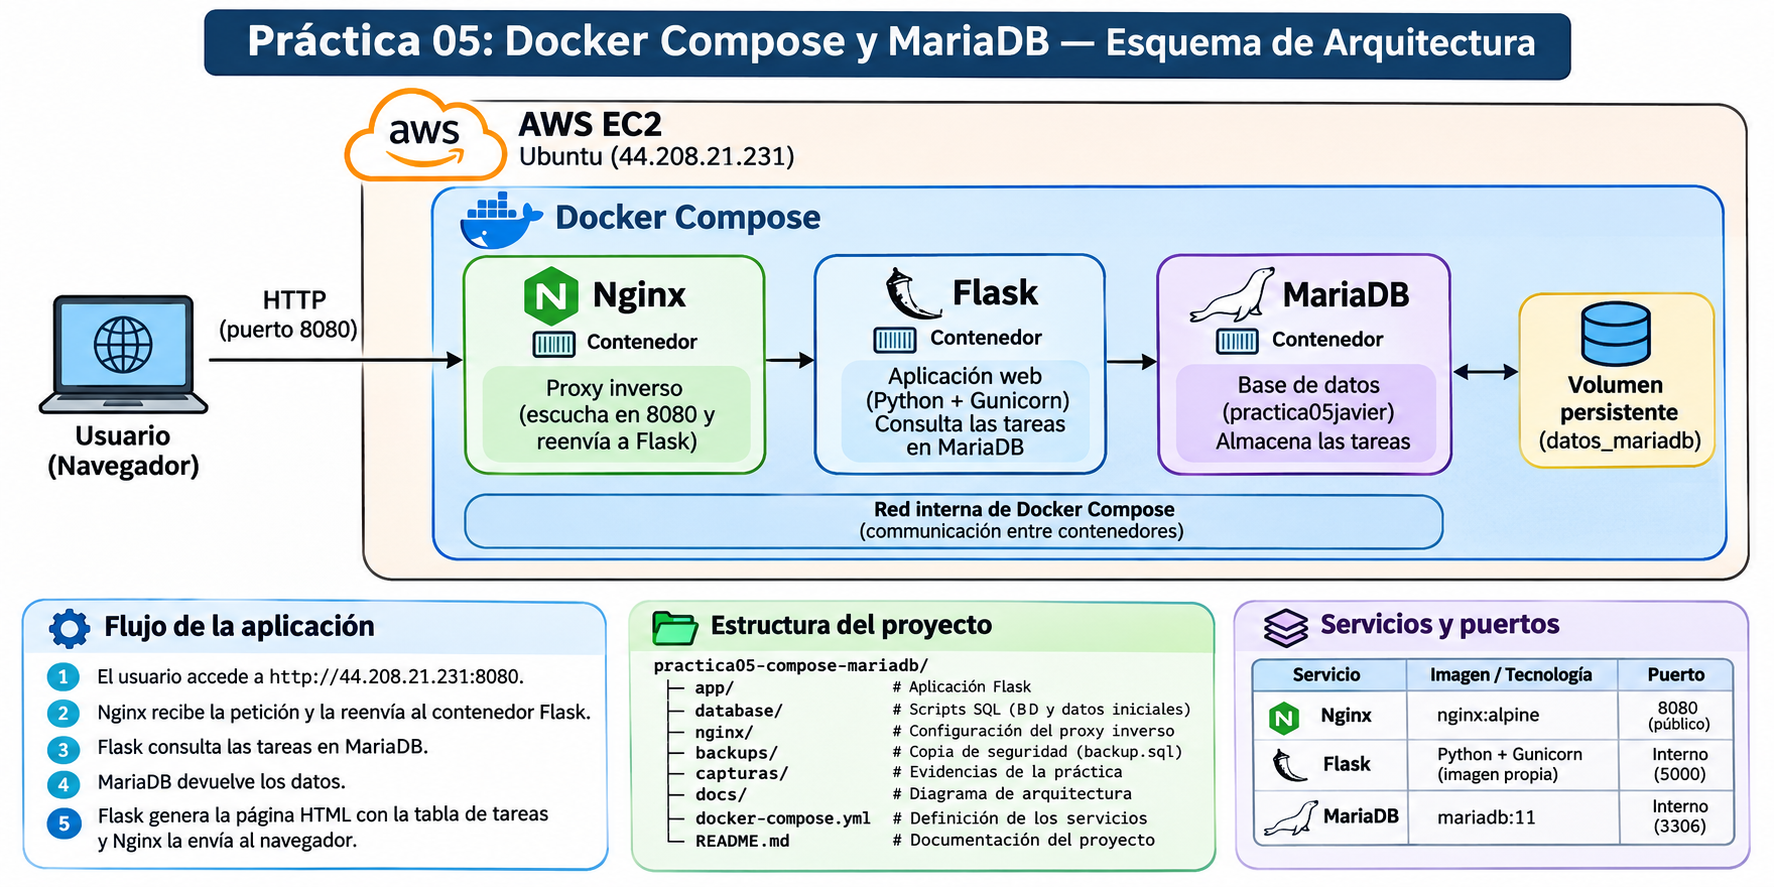 Práctica 05: Docker Compose y MariaDB — Esquema de Arquitectura
aws
AWS EC2
Ubuntu (44.208.21.231)
Docker Compose
HTTP
(puerto 8080)
Usuario
(Navegador)
Nginx
Contenedor
Proxy inverso
(escucha en 8080 y
reenvía a Flask)
Flask
Contenedor
Aplicación web
(Python + Gunicorn)
Consulta las tareas
en MariaDB
MariaDB
Contenedor
Base de datos
(practica05javier)
Almacena las tareas
Volumen
persistente
(datos_mariadb)
Red interna de Docker Compose
(comunicación entre contenedores)
Flujo de la aplicación
1 El usuario accede a http://44.208.21.231:8080.
2 Nginx recibe la petición y la reenvía al contenedor Flask.
3 Flask consulta las tareas en MariaDB.
4 MariaDB devuelve los datos.
5 Flask genera la página HTML con la tabla de tareas
y Nginx la envía al navegador.
Estructura del proyecto
practica05-compose-mariadb/
├─ app/ # Aplicación Flask
├─ database/ # Scripts SQL (BD y datos iniciales)
├─ nginx/ # Configuración del proxy inverso
├─ backups/ # Copia de seguridad (backup.sql)
├─ capturas/ # Evidencias de la práctica
├─ docs/ # Diagrama de arquitectura
├─ docker-compose.yml # Definición de los servicios
└─ README.md # Documentación del proyecto
Servicios y puertos
Servicio Imagen / Tecnología Puerto
Nginx nginx:alpine 8080
(público)
Flask Python + Gunicorn Interno
(imagen propia) (5000)
MariaDB mariadb:11 Interno
(3306)